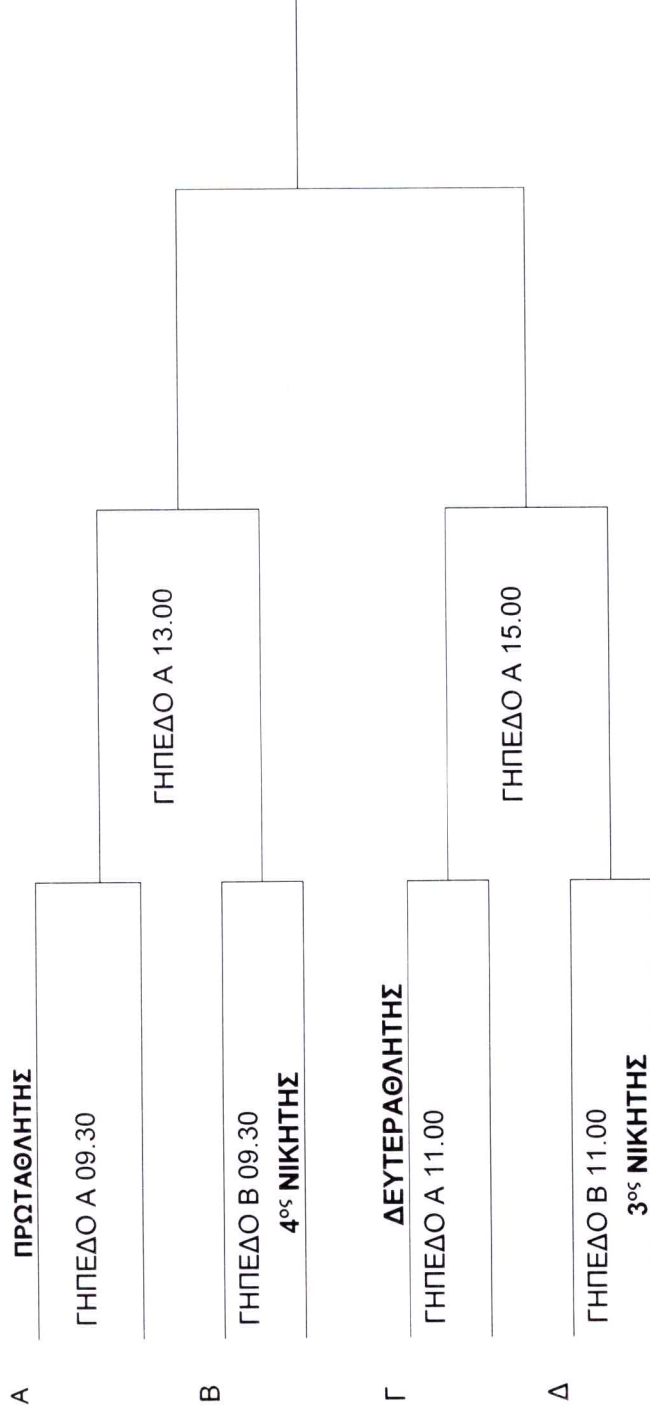 Α
ΠΡΩΤΑΘΛΗΤΗΣ
ΓΗΠΕΔΟ Α 09.30
ΓΗΠΕΔΟ Α 13.00
Β
ΓΗΠΕΔΟ Β 09.30
4ος ΝΙΚΗΤΗΣ
Γ
ΔΕΥΤΕΡΑΘΛΗΤΗΣ
ΓΗΠΕΔΟ Α 11.00
ΓΗΠΕΔΟ Α 15.00
Δ
ΓΗΠΕΔΟ Β 11.00
3ος ΝΙΚΗΤΗΣ